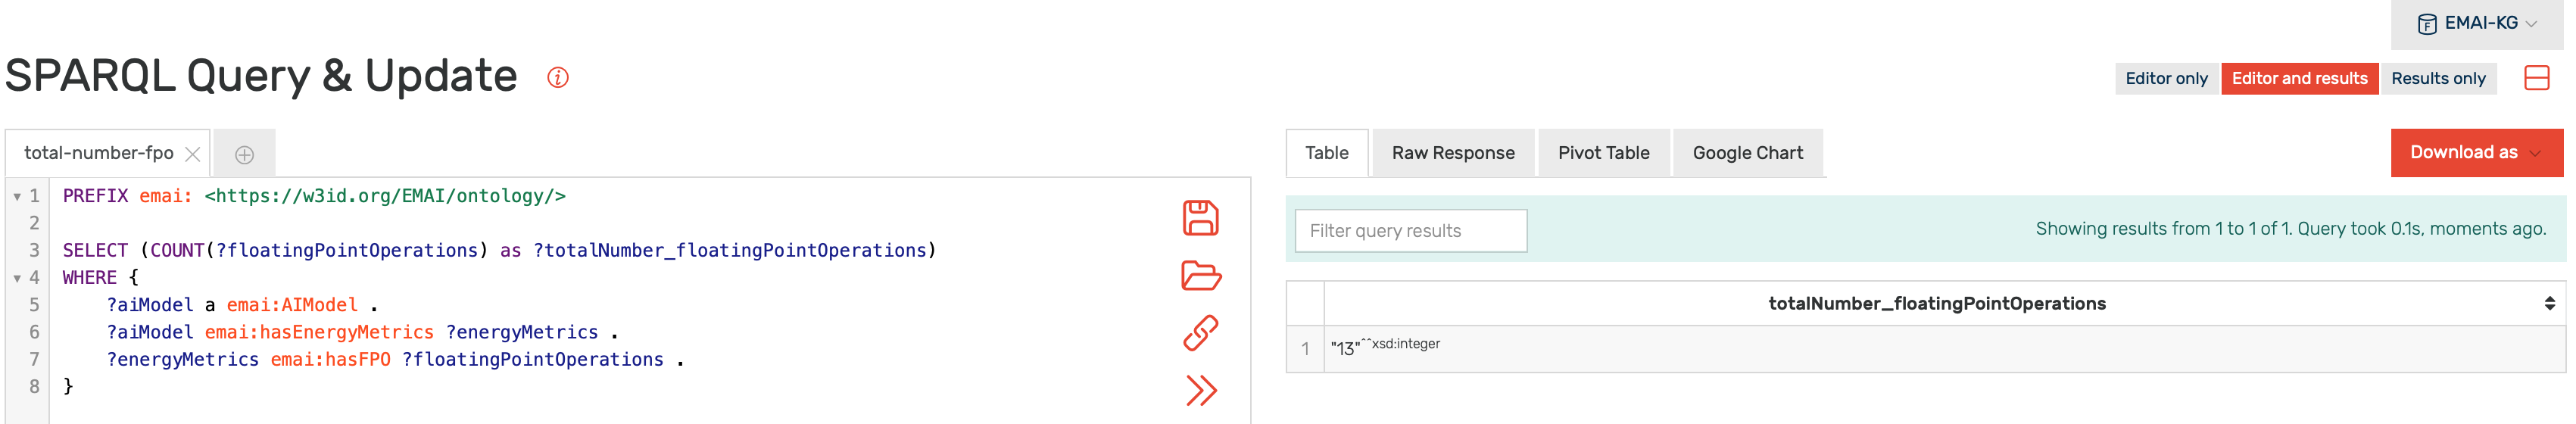 EMAI-KG
SPARQL Query & Update
Editor only Editor and results Results only
total-number-fpo
Table Raw Response Pivot Table Google Chart Download as
1 PREFIX emai: <https://w3id.org/EMAI/ontology/>
2
3 SELECT (COUNT(?floatingPointOperations) as ?totalNumber_floatingPointOperations)
4 WHERE {
5 ?aiModel a emai:AIModel .
6 ?aiModel emai:hasEnergyMetrics ?energyMetrics .
7 ?energyMetrics emai:hasFPO ?floatingPointOperations .
8 }
Filter query results
Showing results from 1 to 1 of 1. Query took 0.1s, moments ago.
totalNumber_floatingPointOperations
1 "13"^^xsd:integer